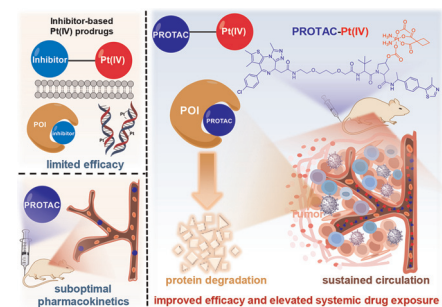 Inhibitor-based
Pt(IV) prodrugs
Inhibitor
Pt(IV)
POI
inhibitor
Pt
Pt
limited efficacy
PROTAC
suboptimal
pharmacokinetics
PROTAC
Pt(IV)
PROTAC-Pt(IV)
POI
PROTAC
Tumor
protein degradation
sustained circulation
improved efficacy and elevated systemic drug exposure